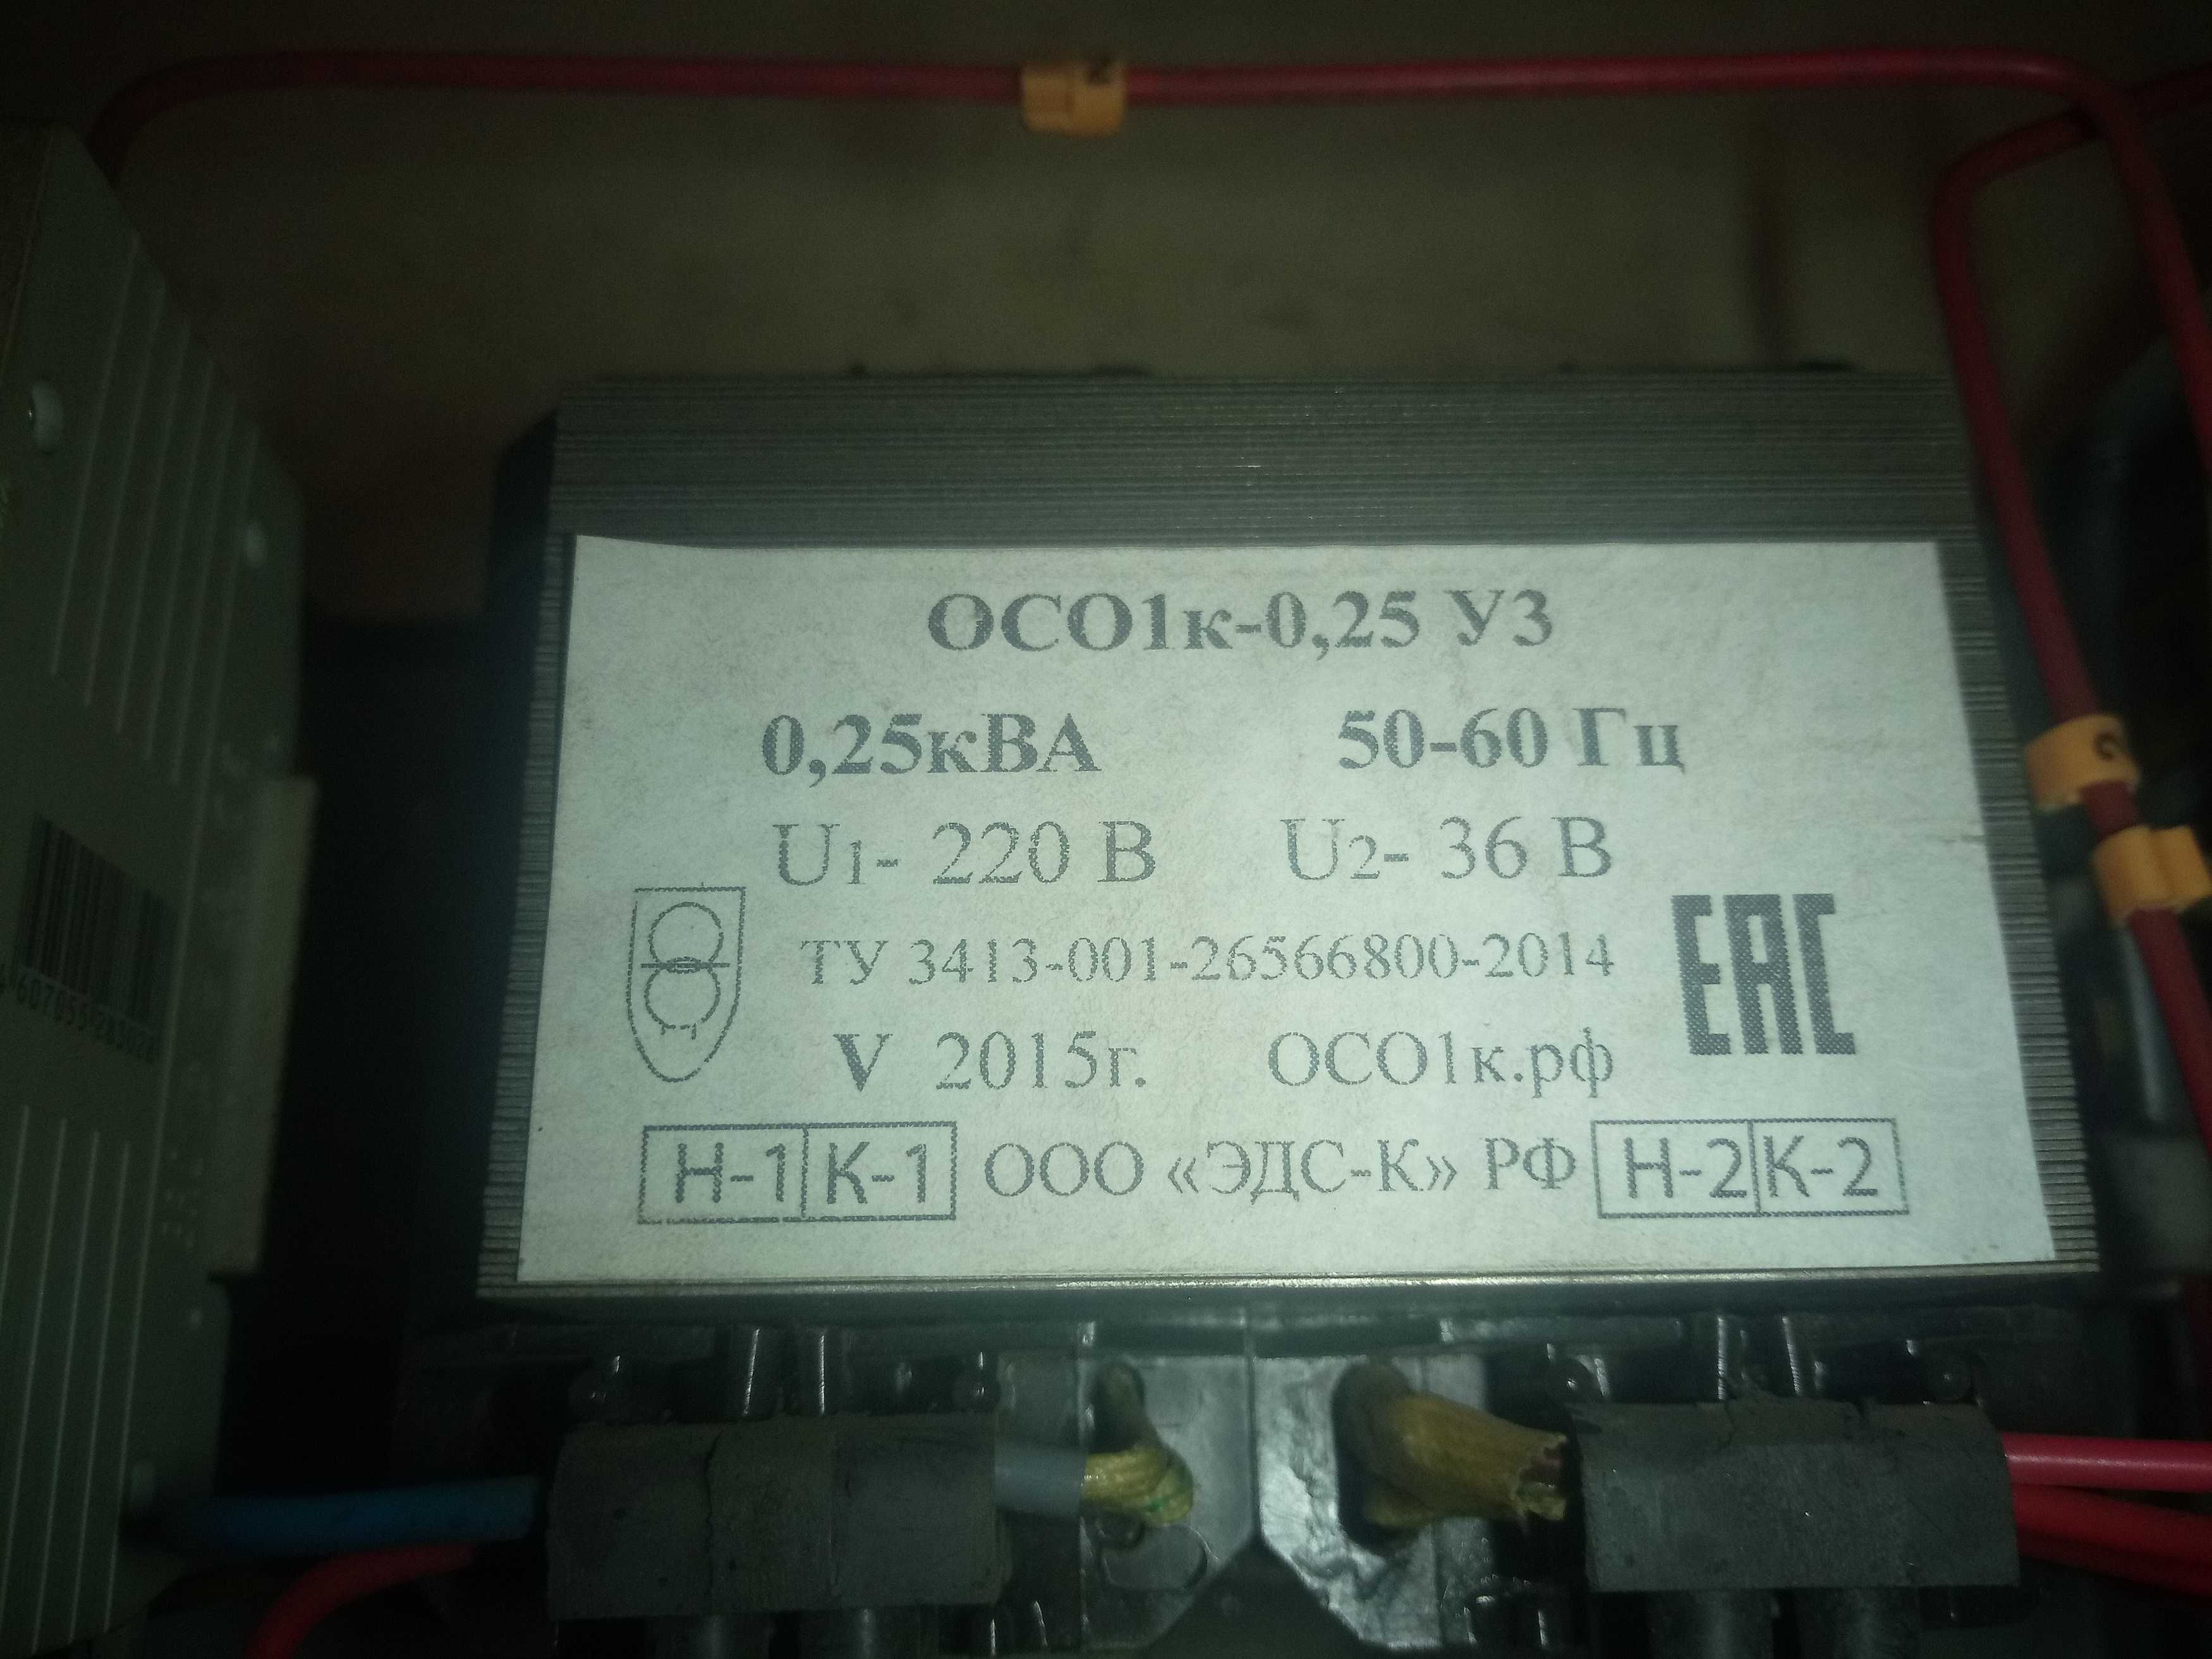 ОСО1к-0,25 У3
0,25кВА 50-60 Гц
U1- 220 В U2- 36 В
ТУ 3413-001-26566800-2014
EAC
V 2015г. ОСО1к.рф
Н-1 К-1 ООО «ЭДС-К» РФ Н-2 К-2